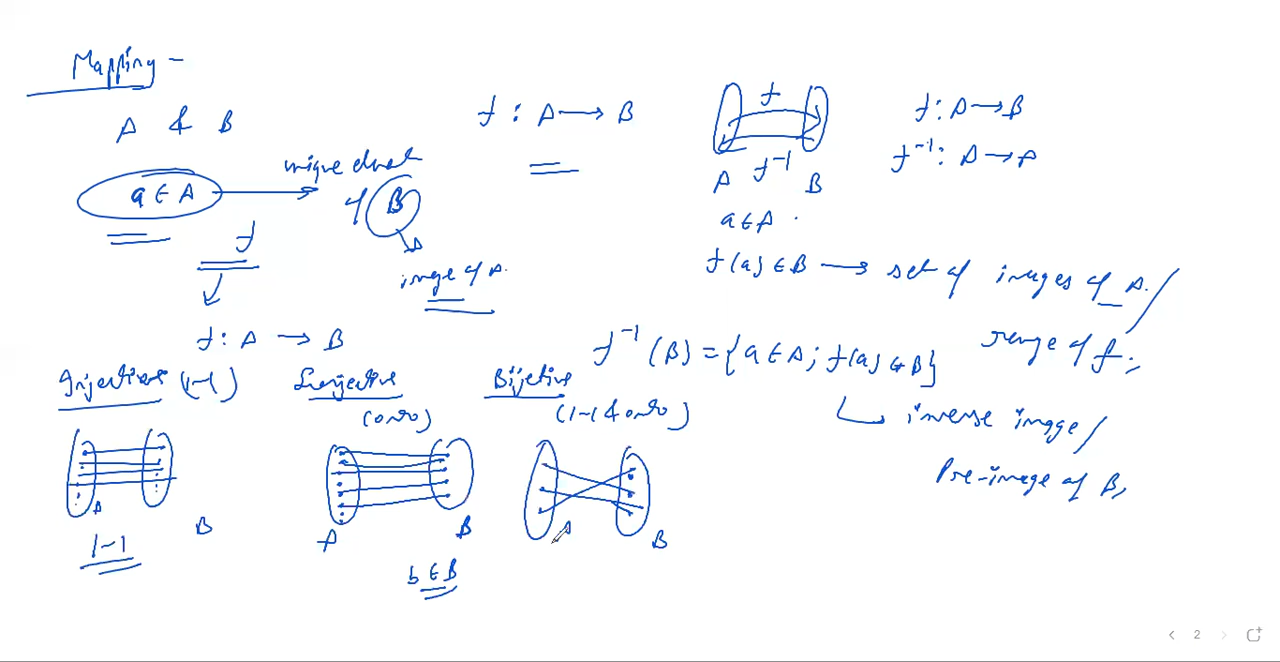 Mapping -
A & B
a ∈ A → unique element of B
f
image of A.
f : A → B
f : A → B
f
f⁻¹
A B
f : A → B
f⁻¹ : A → A
a ∈ A .
f(a) ∈ B → set of images of A. /
range of f.
f⁻¹(B) = {a ∈ A ; f(a) ∈ B}
inverse image /
Pre-image of B,
Injective (1-1)
A B
1-1
Surjective
(onto)
A B
b ∈ B
Bijetive
(1-1 & onto)
A B
2